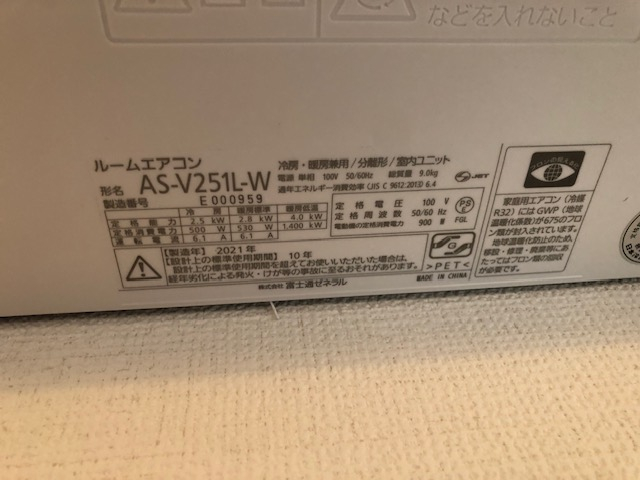 などを入れないこと
ルームエアコン
形名 AS-V251L-W
製造番号 E000959
冷房・暖房兼用/分離形/室内ユニット
電源 単相 100V 50/60Hz 総質量 9.0kg
通年エネルギー消費効率(JIS C 9612:2013) 6.4
JET
冷房 暖房標準 暖房低温
定格能力 2.5 kW 2.8 kW 4.0 kW
定格消費電力 500 W 530 W 1,400 kW
運転電流 6.1 A 6.1 A
定格電圧 100 V
定格周波数 50/60 Hz
電動機の定格消費電力 900 W
PS E
FGL
【製造年】2021年
【設計上の標準使用期間】10年
設計上の標準使用期間を超えてお使いいただいた場合は、
経年劣化による発火・けが等の事故に至るおそれがあります。
株式会社 富士通ゼネラル
G
>PET<
MADE IN CHINA
フロンの見える化
家庭用エアコン(冷媒
R32)にはGWP(地球
温暖化係数)が675のフロ
ン類が封入されています。
地球温暖化防止のため、
移設・修理・廃棄等にあ
たってはフロン類の回収
が必要です。